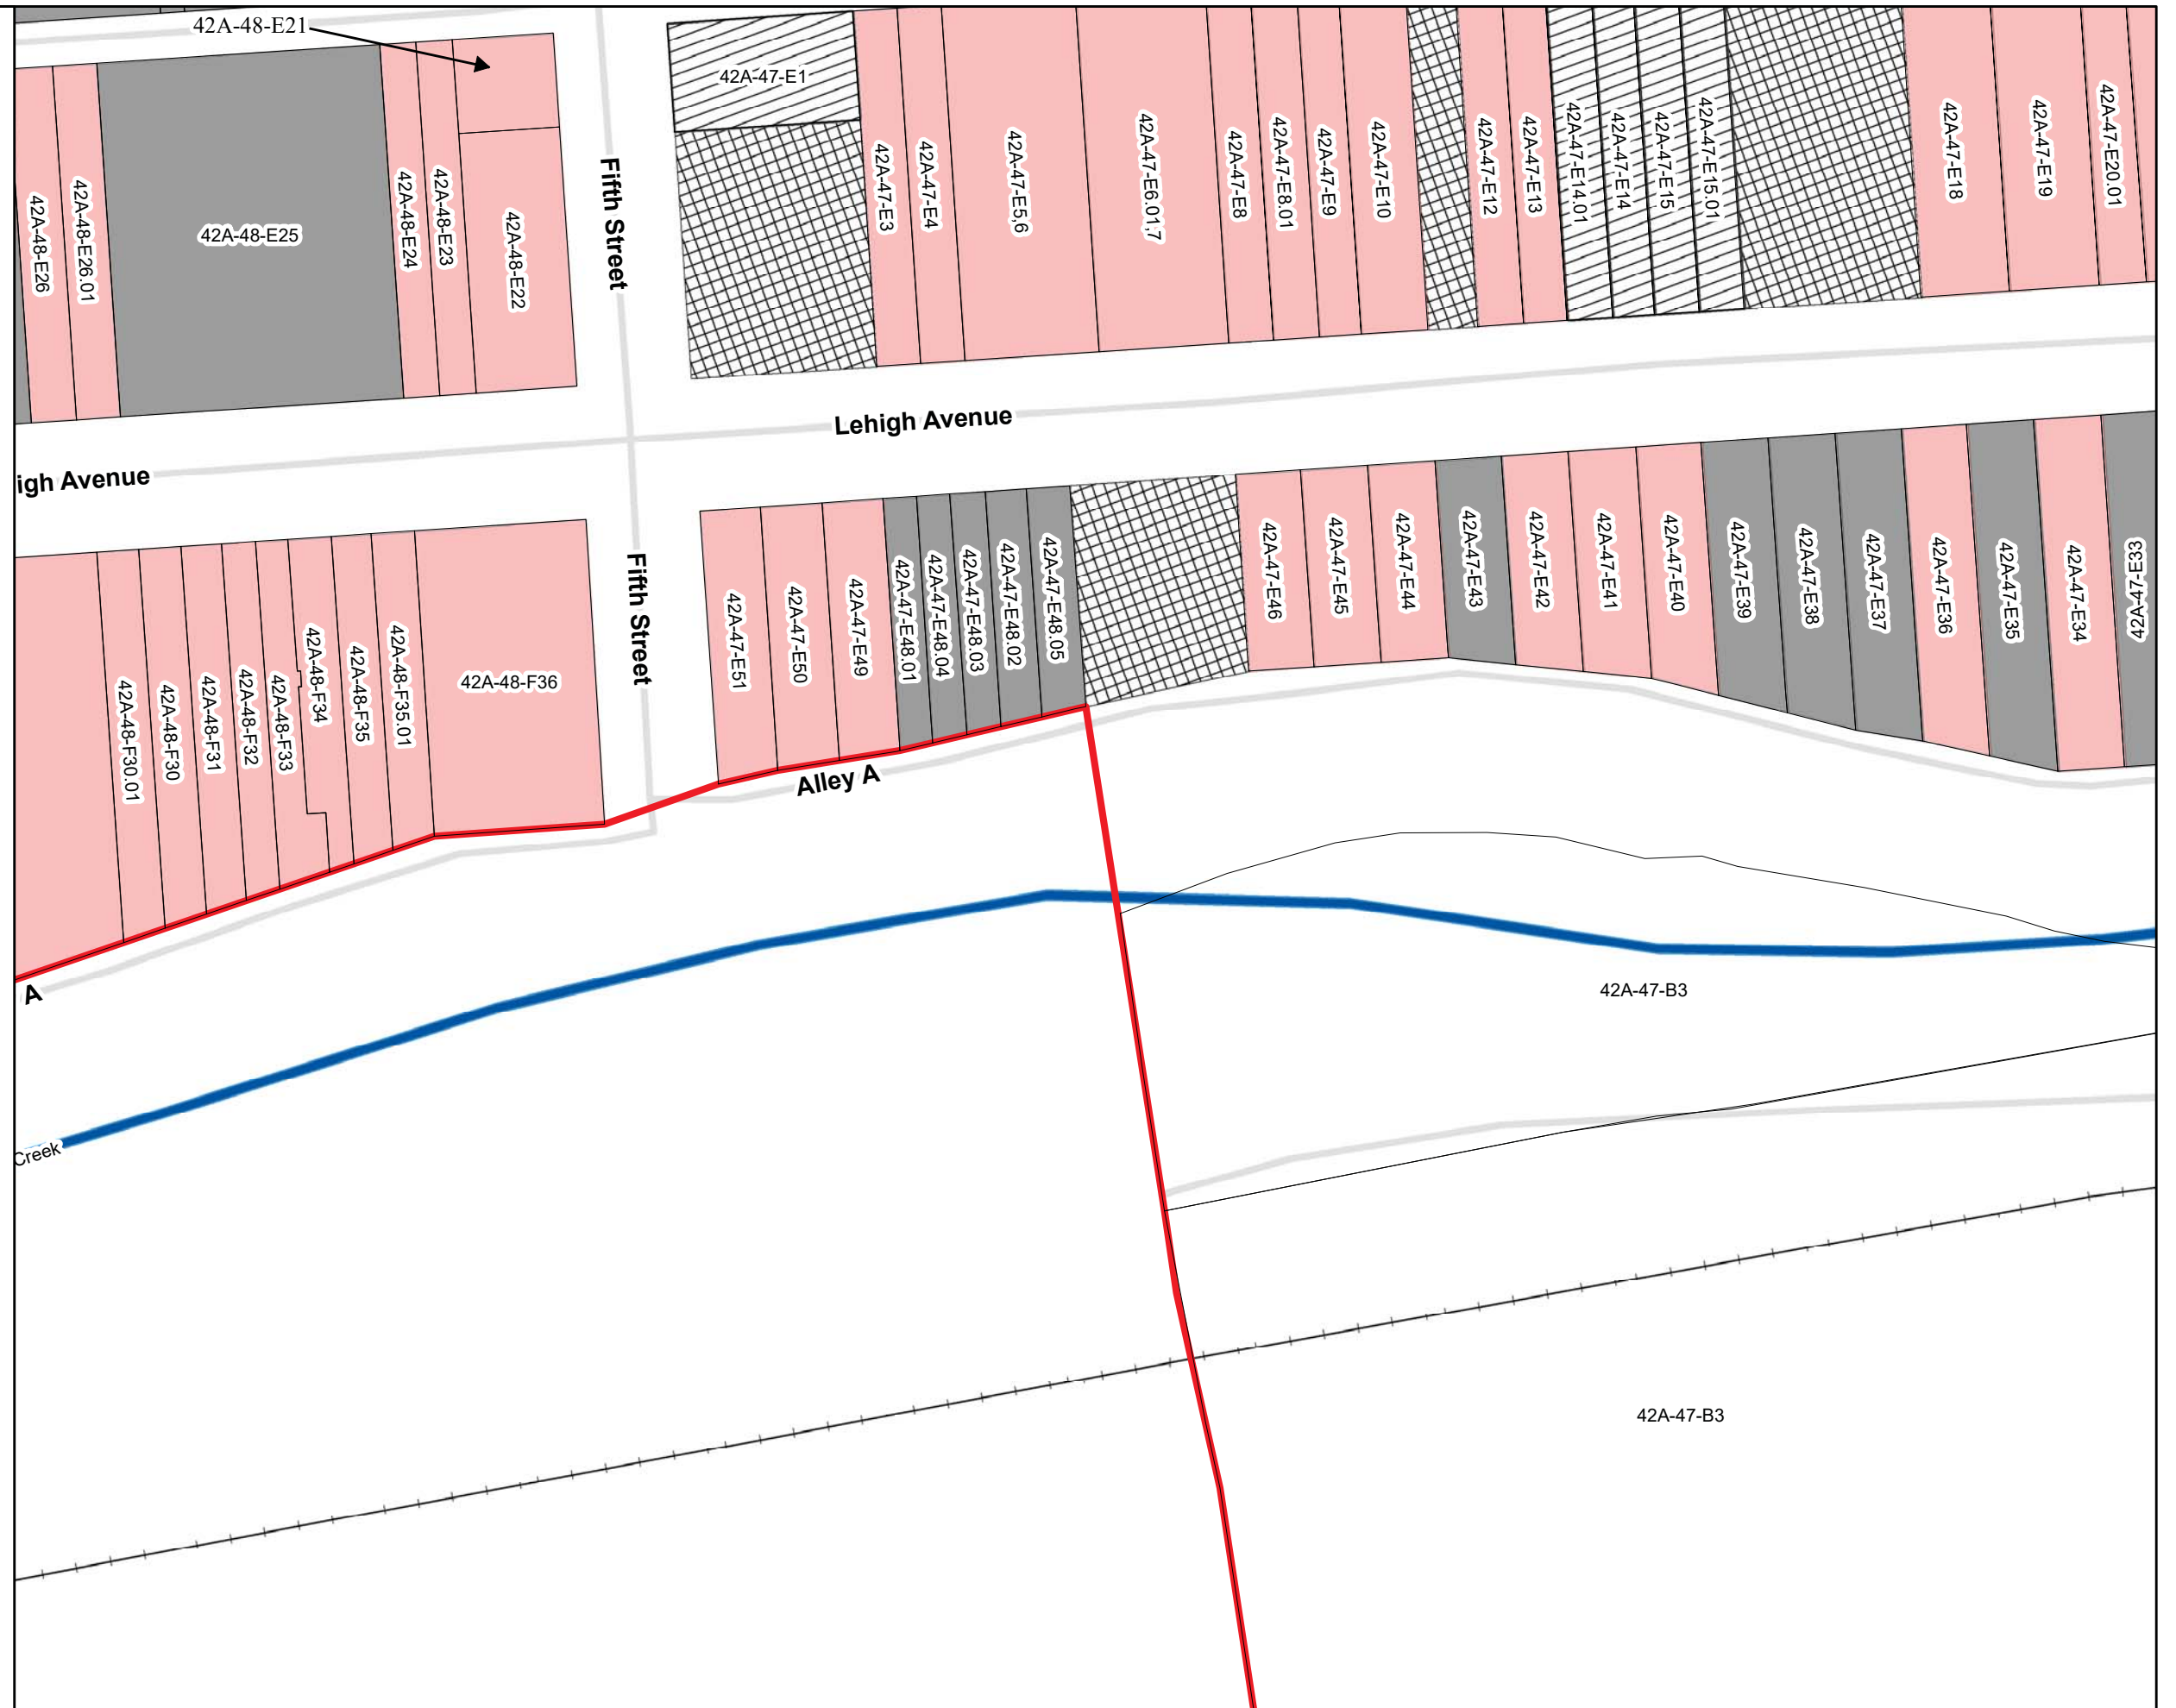 42A-48-E21
42A-48-E26
42A-48-E26.01
42A-48-E25
42A-48-E24
42A-48-E23
42A-48-E22
Fifth Street
42A-47-E1
42A-47-E3
42A-47-E4
42A-47-E5,6
42A-47-E6.01,7
42A-47-E8
42A-47-E8.01
42A-47-E9
42A-47-E10
42A-47-E12
42A-47-E13
42A-47-E14.01
42A-47-E14
42A-47-E15
42A-47-E15.01
42A-47-E18
42A-47-E19
42A-47-E20.01
Lehigh Avenue
igh Avenue
42A-48-F30.01
42A-48-F30
42A-48-F31
42A-48-F32
42A-48-F33
42A-48-F34
42A-48-F35
42A-48-F35.01
42A-48-F36
Fifth Street
42A-47-E51
42A-47-E50
42A-47-E49
42A-47-E48.01
42A-47-E48.04
42A-47-E48.03
42A-47-E48.02
42A-47-E48.05
42A-47-E46
42A-47-E45
42A-47-E44
42A-47-E43
42A-47-E42
42A-47-E41
42A-47-E40
42A-47-E39
42A-47-E38
42A-47-E37
42A-47-E36
42A-47-E35
42A-47-E34
42A-47-E33
Alley A
A
42A-47-B3
Creek
42A-47-B3